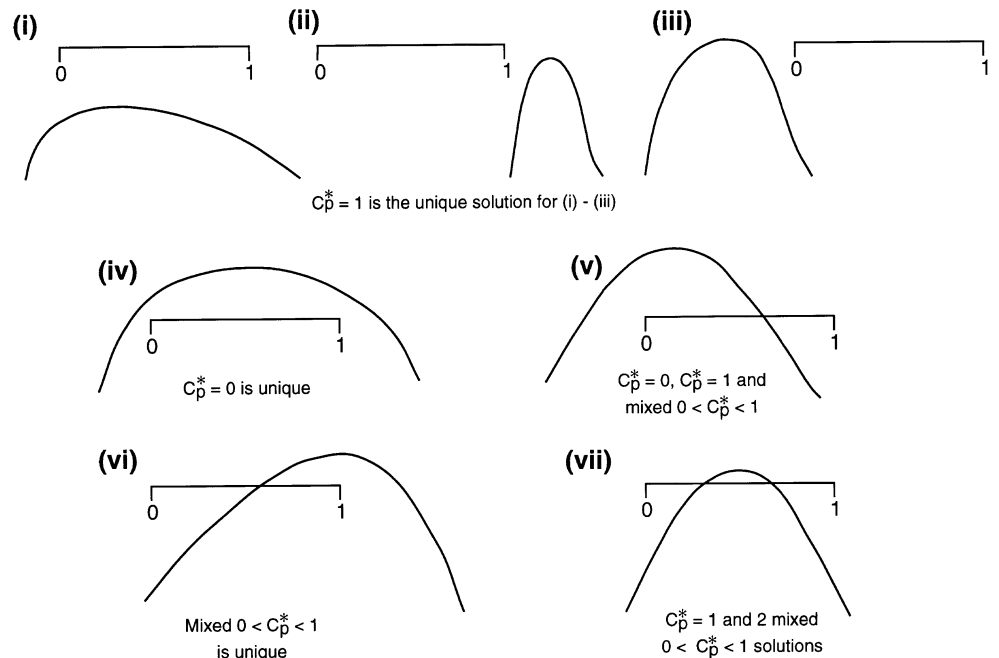 (i)
(ii)
(iii)
0 1
0 1
0 1
C*p = 1 is the unique solution for (i) - (iii)
(iv)
(v)
0 1
0 1
C*p = 0 is unique
C*p = 0, C*p = 1 and
mixed 0 < C*p < 1
(vi)
(vii)
0 1
0 1
Mixed 0 < C*p < 1
is unique
C*p = 1 and 2 mixed
0 < C*p < 1 solutions